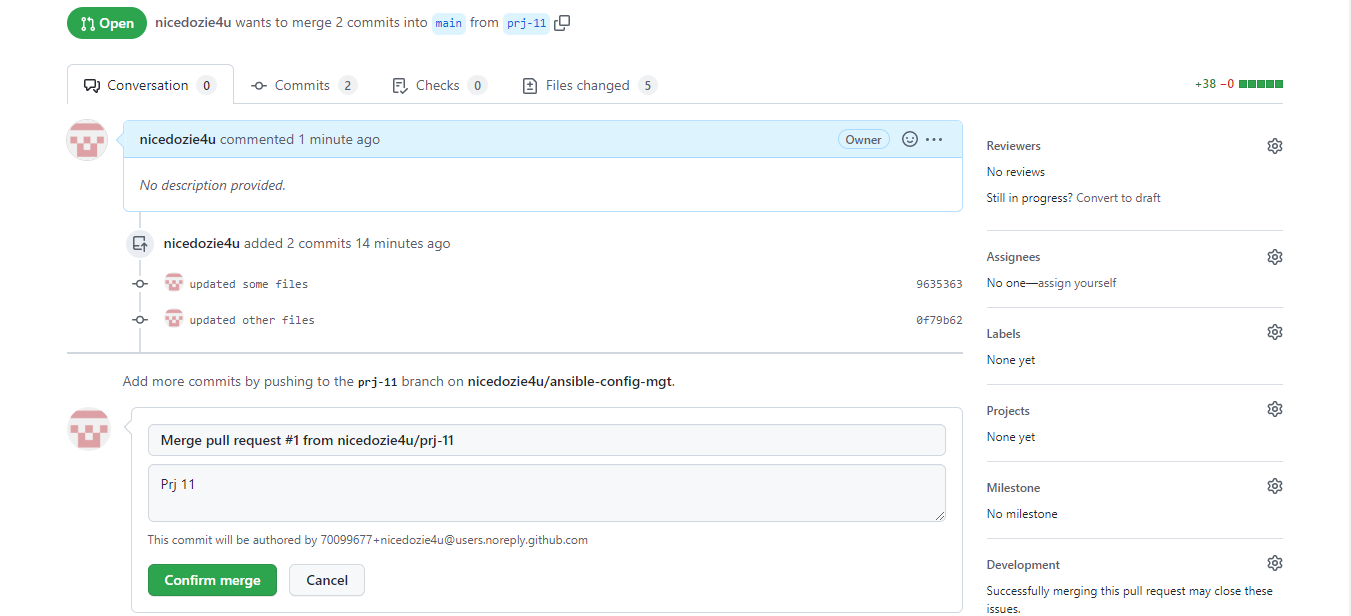 Open nicedozie4u wants to merge 2 commits into main from prj-11
Conversation 0 Commits 2 Checks 0 Files changed 5 +38 −0
nicedozie4u commented 1 minute ago Owner
No description provided.
nicedozie4u added 2 commits 14 minutes ago
updated some files 9635363
updated other files 0f79b62
Add more commits by pushing to the prj-11 branch on nicedozie4u/ansible-config-mgt.
Merge pull request #1 from nicedozie4u/prj-11
Prj 11
This commit will be authored by 70099677+nicedozie4u@users.noreply.github.com
Confirm merge Cancel
Reviewers
No reviews
Still in progress? Convert to draft
Assignees
No one—assign yourself
Labels
None yet
Projects
None yet
Milestone
No milestone
Development
Successfully merging this pull request may close these
issues.